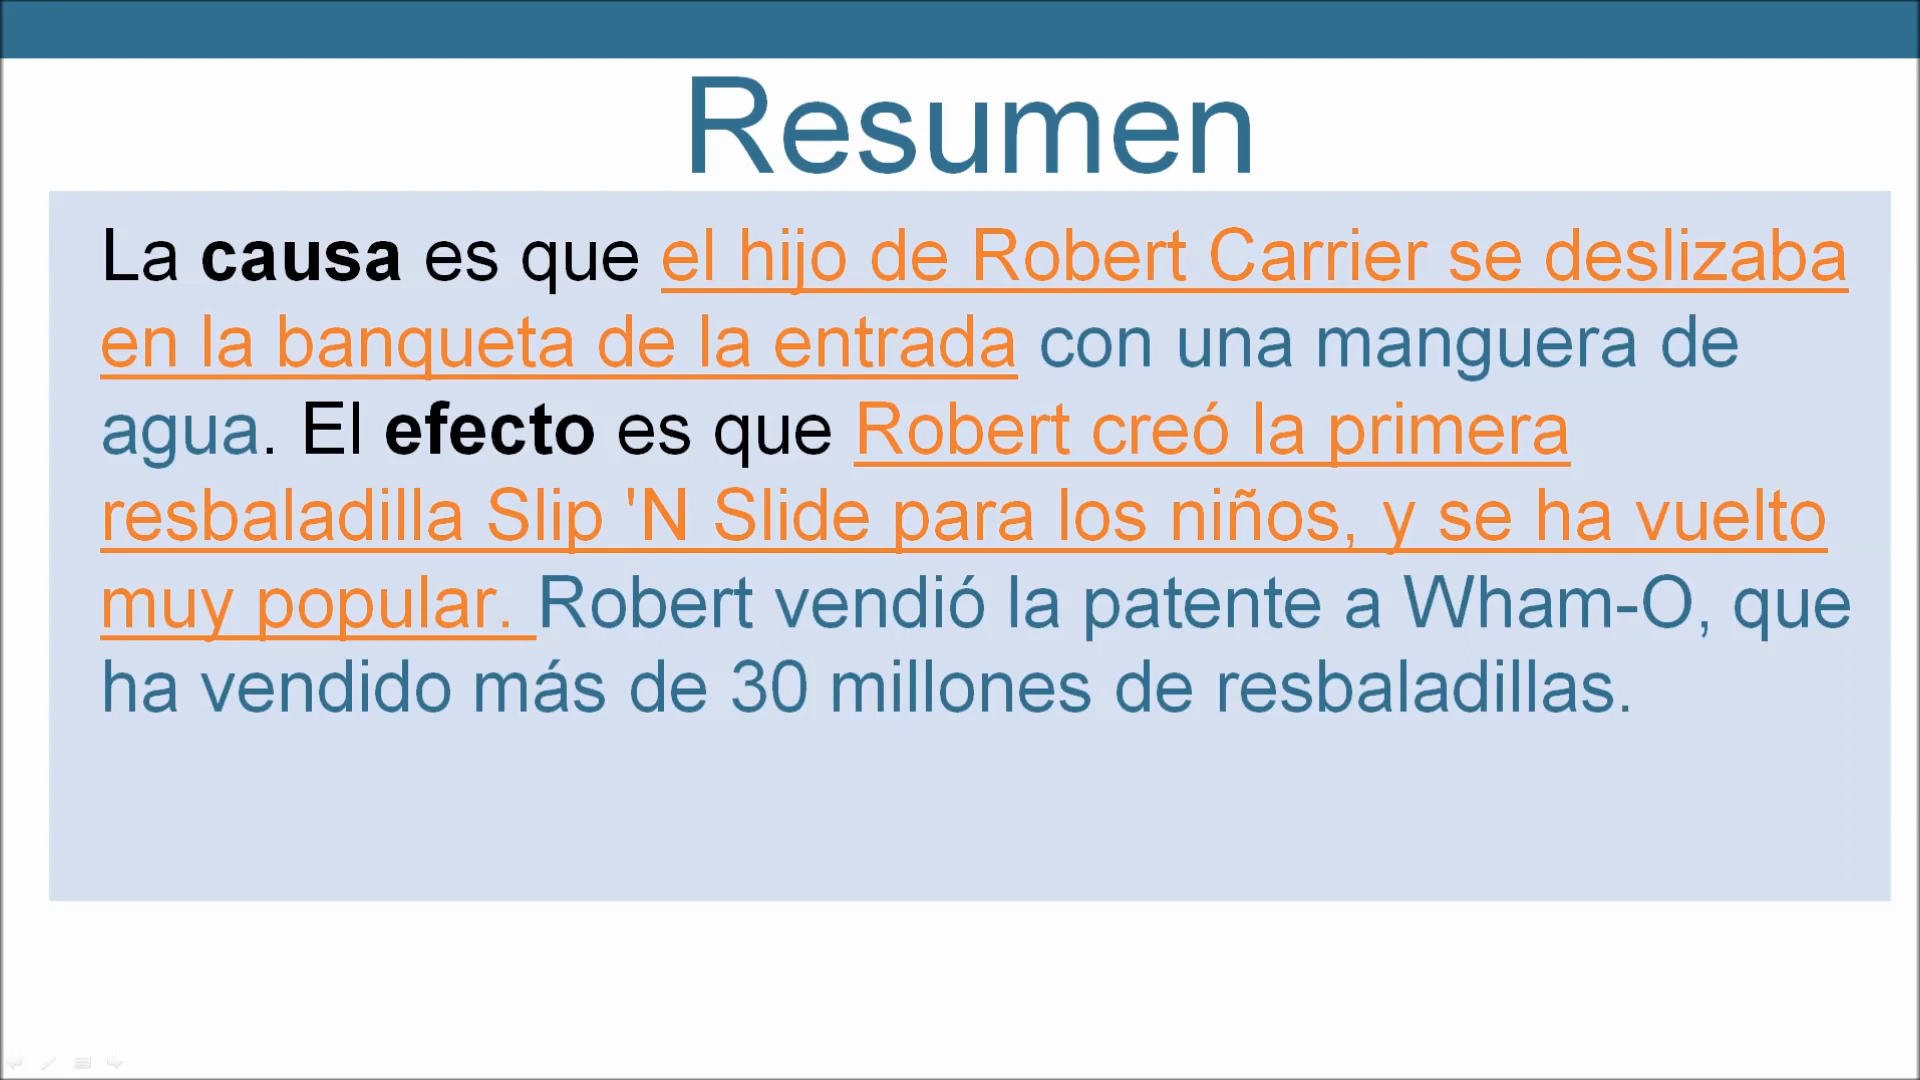 Resumen
La causa es que el hijo de Robert Carrier se deslizaba
en la banqueta de la entrada con una manguera de
agua. El efecto es que Robert creó la primera
resbaladilla Slip 'N Slide para los niños, y se ha vuelto
muy popular. Robert vendió la patente a Wham-O, que
ha vendido más de 30 millones de resbaladillas.